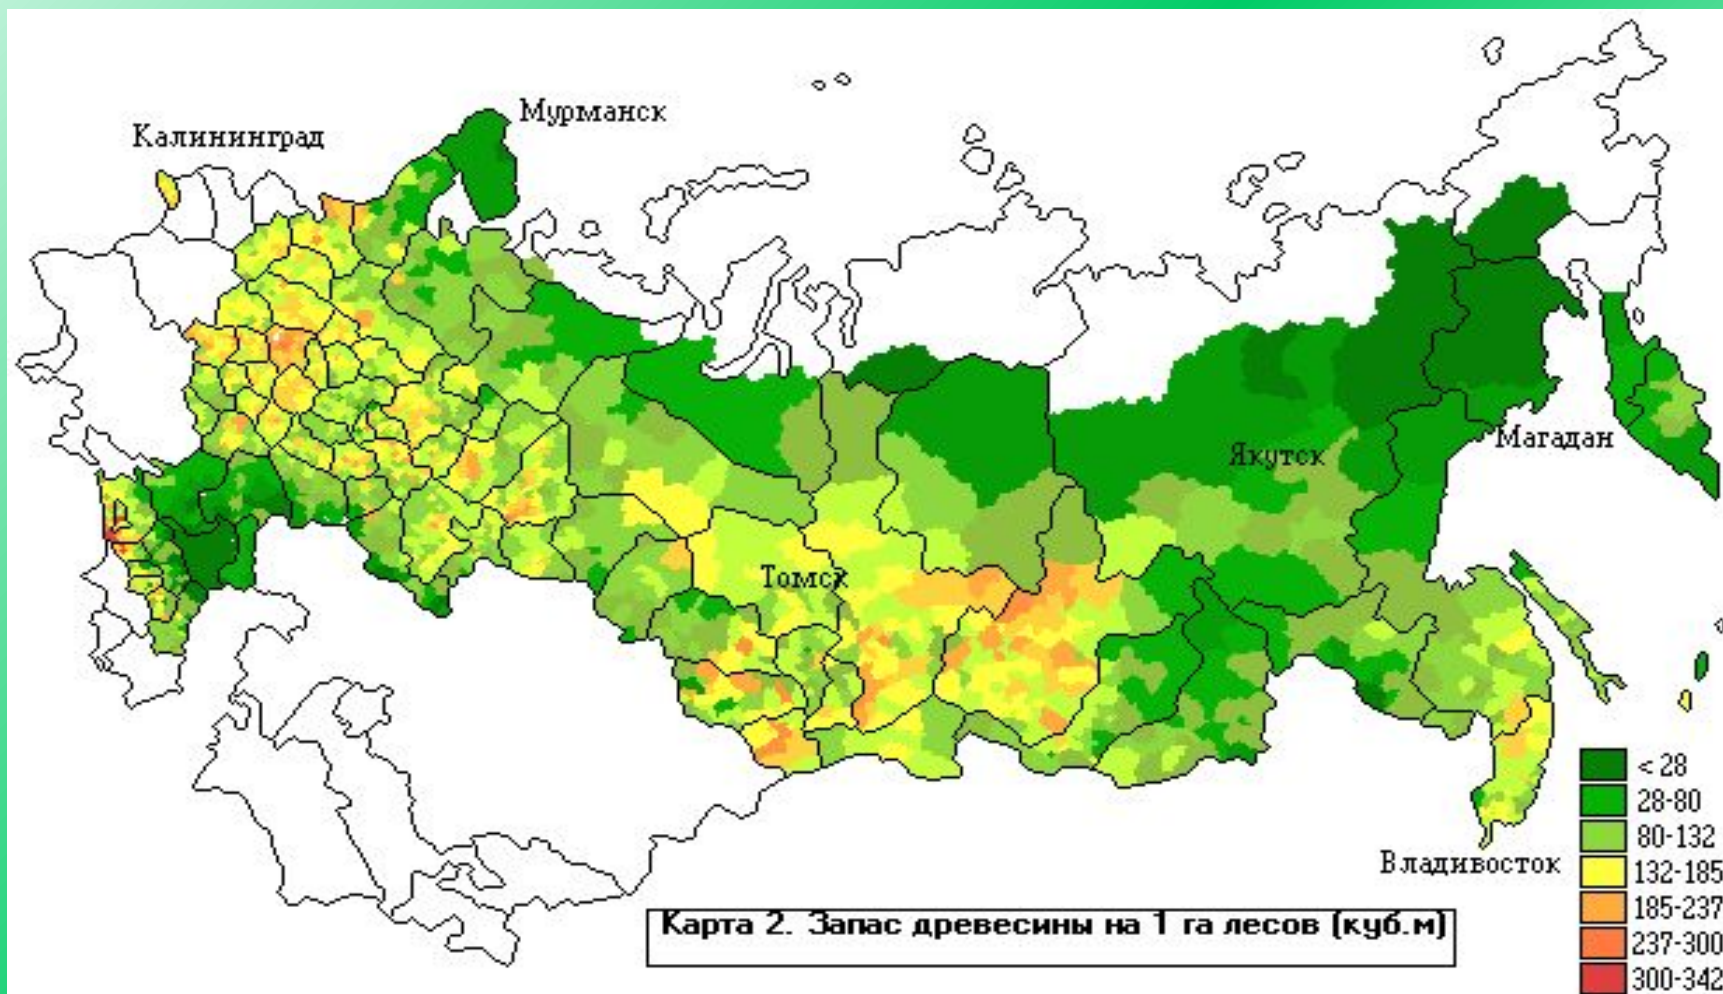 Мурманск
Калининград
Якутск
Магадан
Томск
Владивосток
< 28
28-80
80-132
132-185
185-237
237-300
300-342
Карта 2. Запас древесины на 1 га лесов (куб.м)